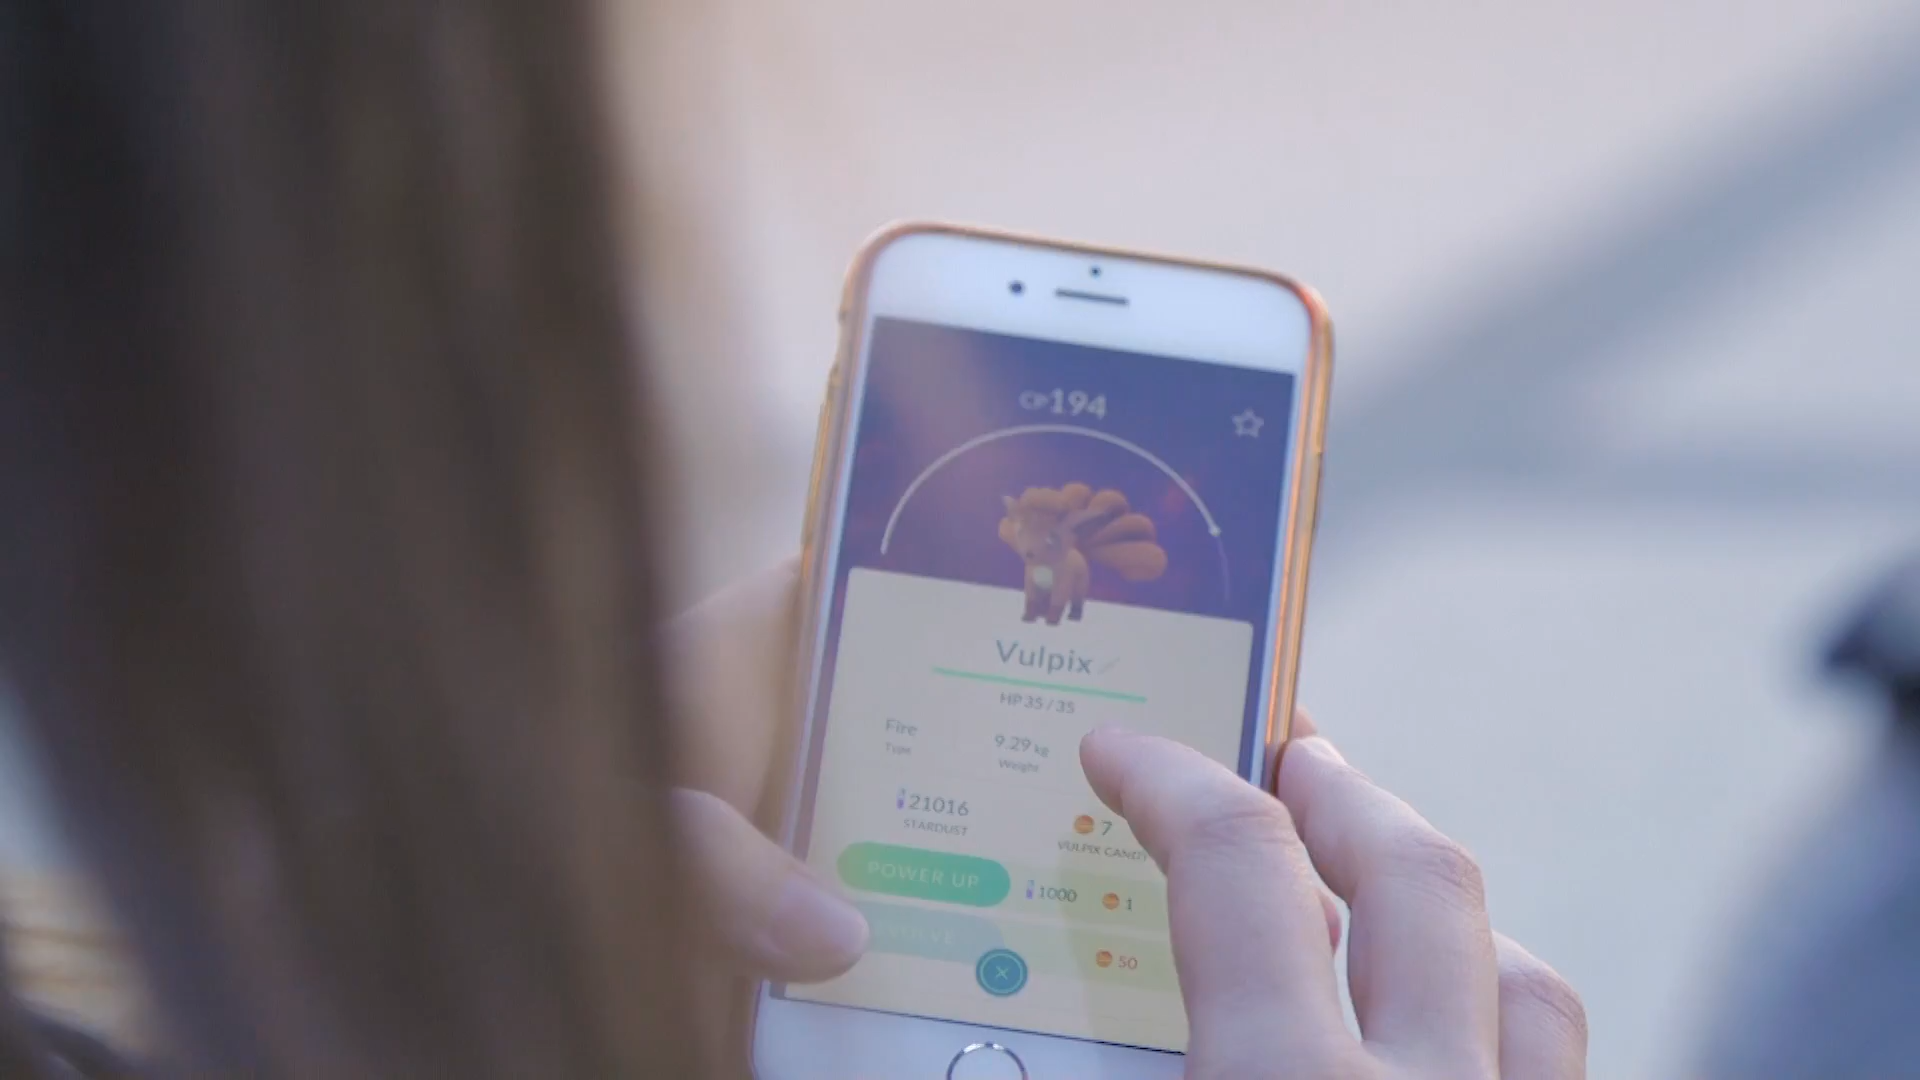 CP194
Vulpix
HP 35 / 35
Fire
9.29 kg
Type
Weight
21016
7
STARDUST
VULPIX CANDY
POWER UP
1000
1
EVOLVE
50